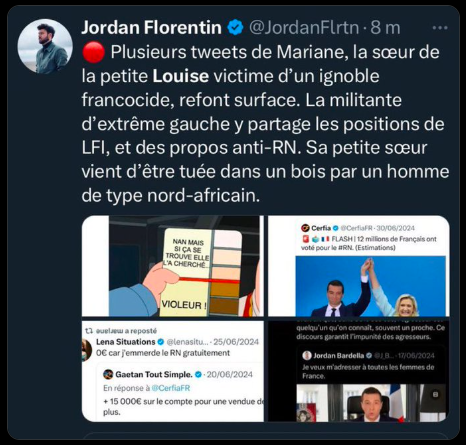 Jordan Florentin @JordanFlrtn · 8 m
🔴 Plusieurs tweets de Mariane, la sœur de
la petite Louise victime d’un ignoble
francocide, refont surface. La militante
d’extrême gauche y partage les positions de
LFI, et des propos anti-RN. Sa petite sœur
vient d’être tuée dans un bois par un homme
de type nord-africain.
NAN MAIS
SI ÇA SE
TROUVE ELLE
L'A CHERCHÉ
VIOLEUR !
Cerfia @CerfiaFR · 30/06/2024
🚨🗳️🇫🇷 FLASH | 12 millions de Français ont
voté pour le #RN. (Estimations)
a reposté
Lena Situations @lenasitu... · 25/06/2024
0€ car j'emmerde le RN gratuitement
Gaetan Tout Simple. · 20/06/2024
En réponse à @CerfiaFR
+ 15 000€ sur le compte pour une vendue de
plus.
quelqu'un qu'on connaît, souvent un proche. Ce
discours garantit l'impunité des agresseurs.
Jordan Bardella @J_B... · 17/06/2024
Je veux m'adresser à toutes les femmes de
France.